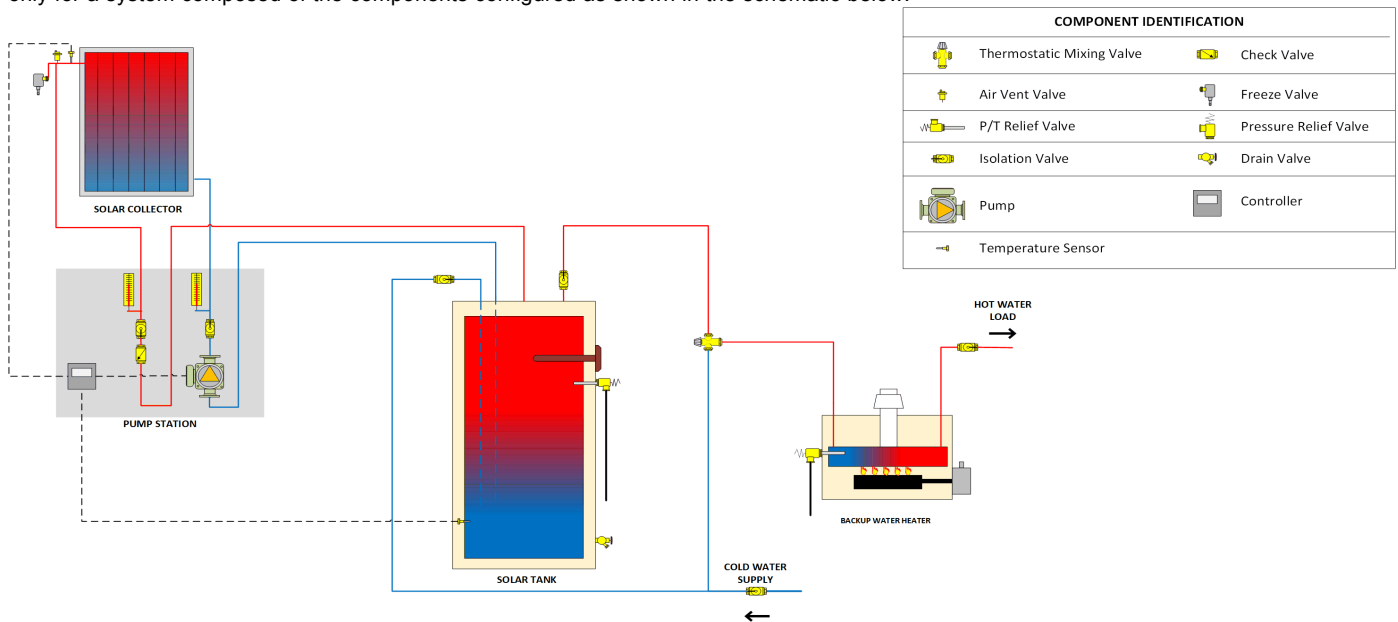 COMPONENT IDENTIFICATION
Thermostatic Mixing Valve
Check Valve
Air Vent Valve
Freeze Valve
P/T Relief Valve
Pressure Relief Valve
Isolation Valve
Drain Valve
Pump
Controller
Temperature Sensor
SOLAR COLLECTOR
PUMP STATION
HOT WATER
LOAD
BACKUP WATER HEATER
COLD WATER
SUPPLY
SOLAR TANK